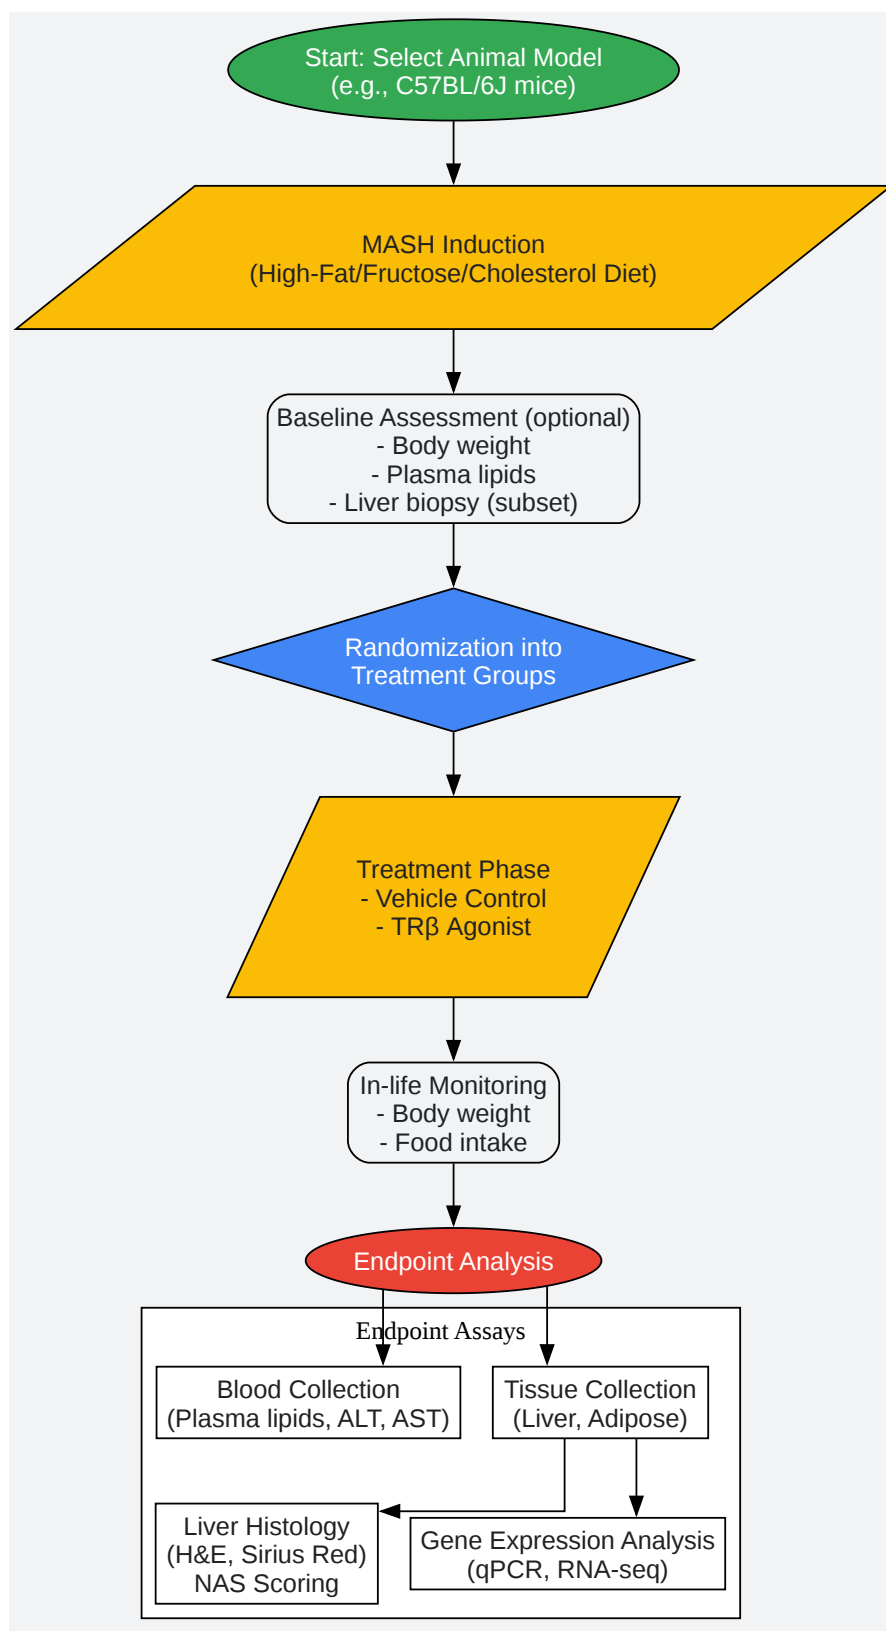 Start: Select Animal Model
(e.g., C57BL/6J mice)
MASH Induction
(High-Fat/Fructose/Cholesterol Diet)
Baseline Assessment (optional)
- Body weight
- Plasma lipids
- Liver biopsy (subset)
Randomization into
Treatment Groups
Treatment Phase
- Vehicle Control
- TRβ Agonist
In-life Monitoring
- Body weight
- Food intake
Endpoint Analysis
Endpoint Assays
Blood Collection
(Plasma lipids, ALT, AST)
Tissue Collection
(Liver, Adipose)
Liver Histology
(H&E, Sirius Red)
NAS Scoring
Gene Expression Analysis
(qPCR, RNA-seq)